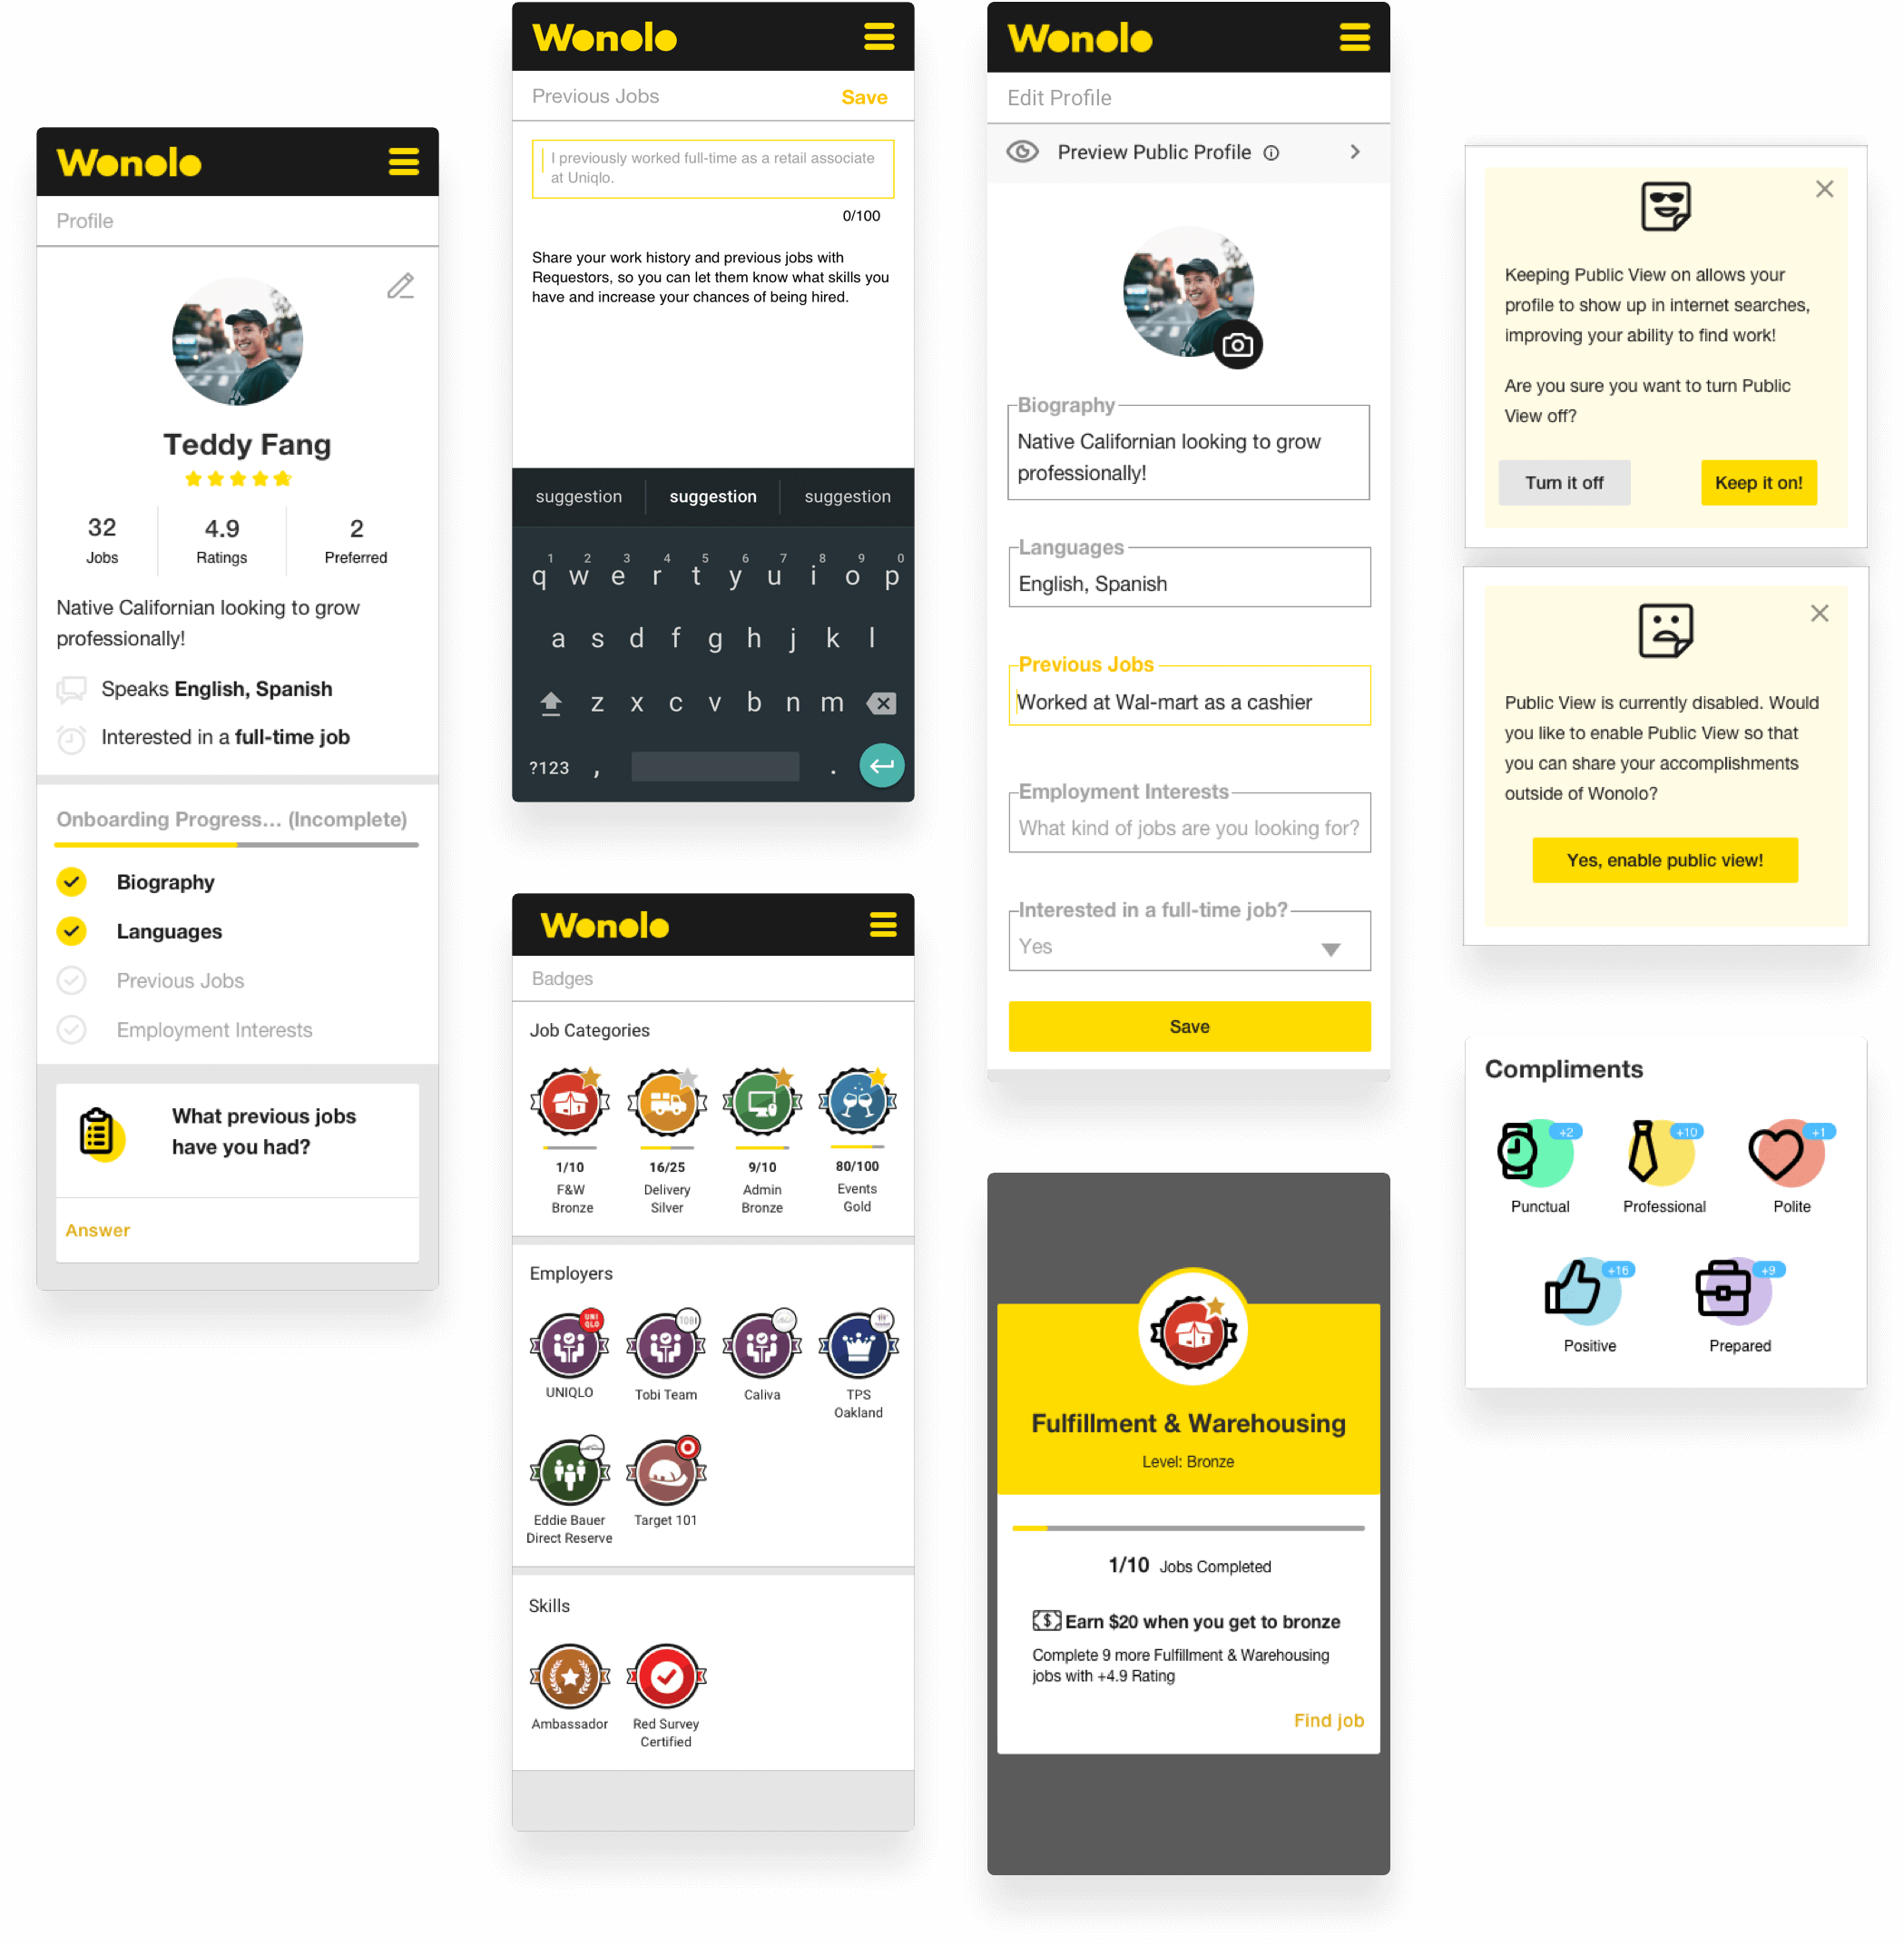 Wonolo
Profile
Teddy Fang
32
Jobs
4.9
Ratings
2
Preferred
Native Californian looking to grow
professionally!
Speaks English, Spanish
Interested in a full-time job
Onboarding Progress... (Incomplete)
Biography
Languages
Previous Jobs
Employment Interests
What previous jobs
have you had?
Answer
Wonolo
Previous Jobs
Save
I previously worked full-time as a retail associate
at Uniqlo.
0/100
Share your work history and previous jobs with
Requestors, so you can let them know what skills you
have and increase your chances of being hired.
suggestion suggestion suggestion
1 2 3 4 5 6 7 8 9 0
q w e r t y u i o p
a s d f g h j k l
z x c v b n m
?123 , .
Wonolo
Badges
Job Categories
1/10
F&W
Bronze
16/25
Delivery
Silver
9/10
Admin
Bronze
80/100
Events
Gold
Employers
UNI
QLO
UNIQLO
TOBI
Tobi Team
Caliva
TPS
Oakland
Eddie Bauer
Direct Reserve
Target 101
Skills
Ambassador
Red Survey
Certified
Wonolo
Edit Profile
Preview Public Profile
Biography
Native Californian looking to grow
professionally!
Languages
English, Spanish
Previous Jobs
Worked at Wal-mart as a cashier
Employment Interests
What kind of jobs are you looking for?
Interested in a full-time job?
Yes
Save
Fulfillment & Warehousing
Level: Bronze
1/10 Jobs Completed
$ Earn $20 when you get to bronze
Complete 9 more Fulfillment & Warehousing
jobs with +4.9 Rating
Find job
Keeping Public View on allows your
profile to show up in internet searches,
improving your ability to find work!
Are you sure you want to turn Public
View off?
Turn it off
Keep it on!
Public View is currently disabled. Would
you like to enable Public View so that
you can share your accomplishments
outside of Wonolo?
Yes, enable public view!
Compliments
+2
Punctual
+10
Professional
+1
Polite
+16
Positive
+9
Prepared